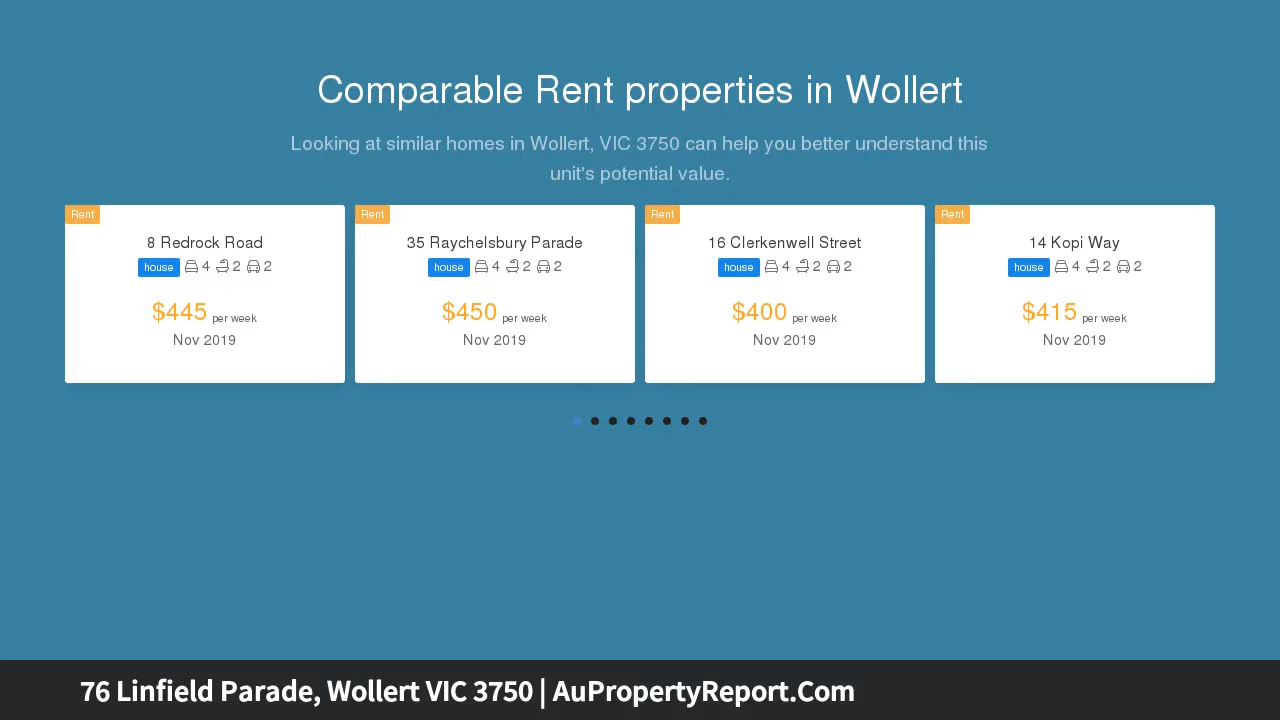 Comparable Rent properties in Wollert
Looking at similar homes in Wollert, VIC 3750 can help you better understand this
unit's potential value.
Rent
8 Redrock Road
house 4 2 2
$445 per week
Nov 2019
Rent
35 Raychelsbury Parade
house 4 2 2
$450 per week
Nov 2019
Rent
16 Clerkenwell Street
house 4 2 2
$400 per week
Nov 2019
Rent
14 Kopi Way
house 4 2 2
$415 per week
Nov 2019
76 Linfield Parade, Wollert VIC 3750 | AuPropertyReport.Com